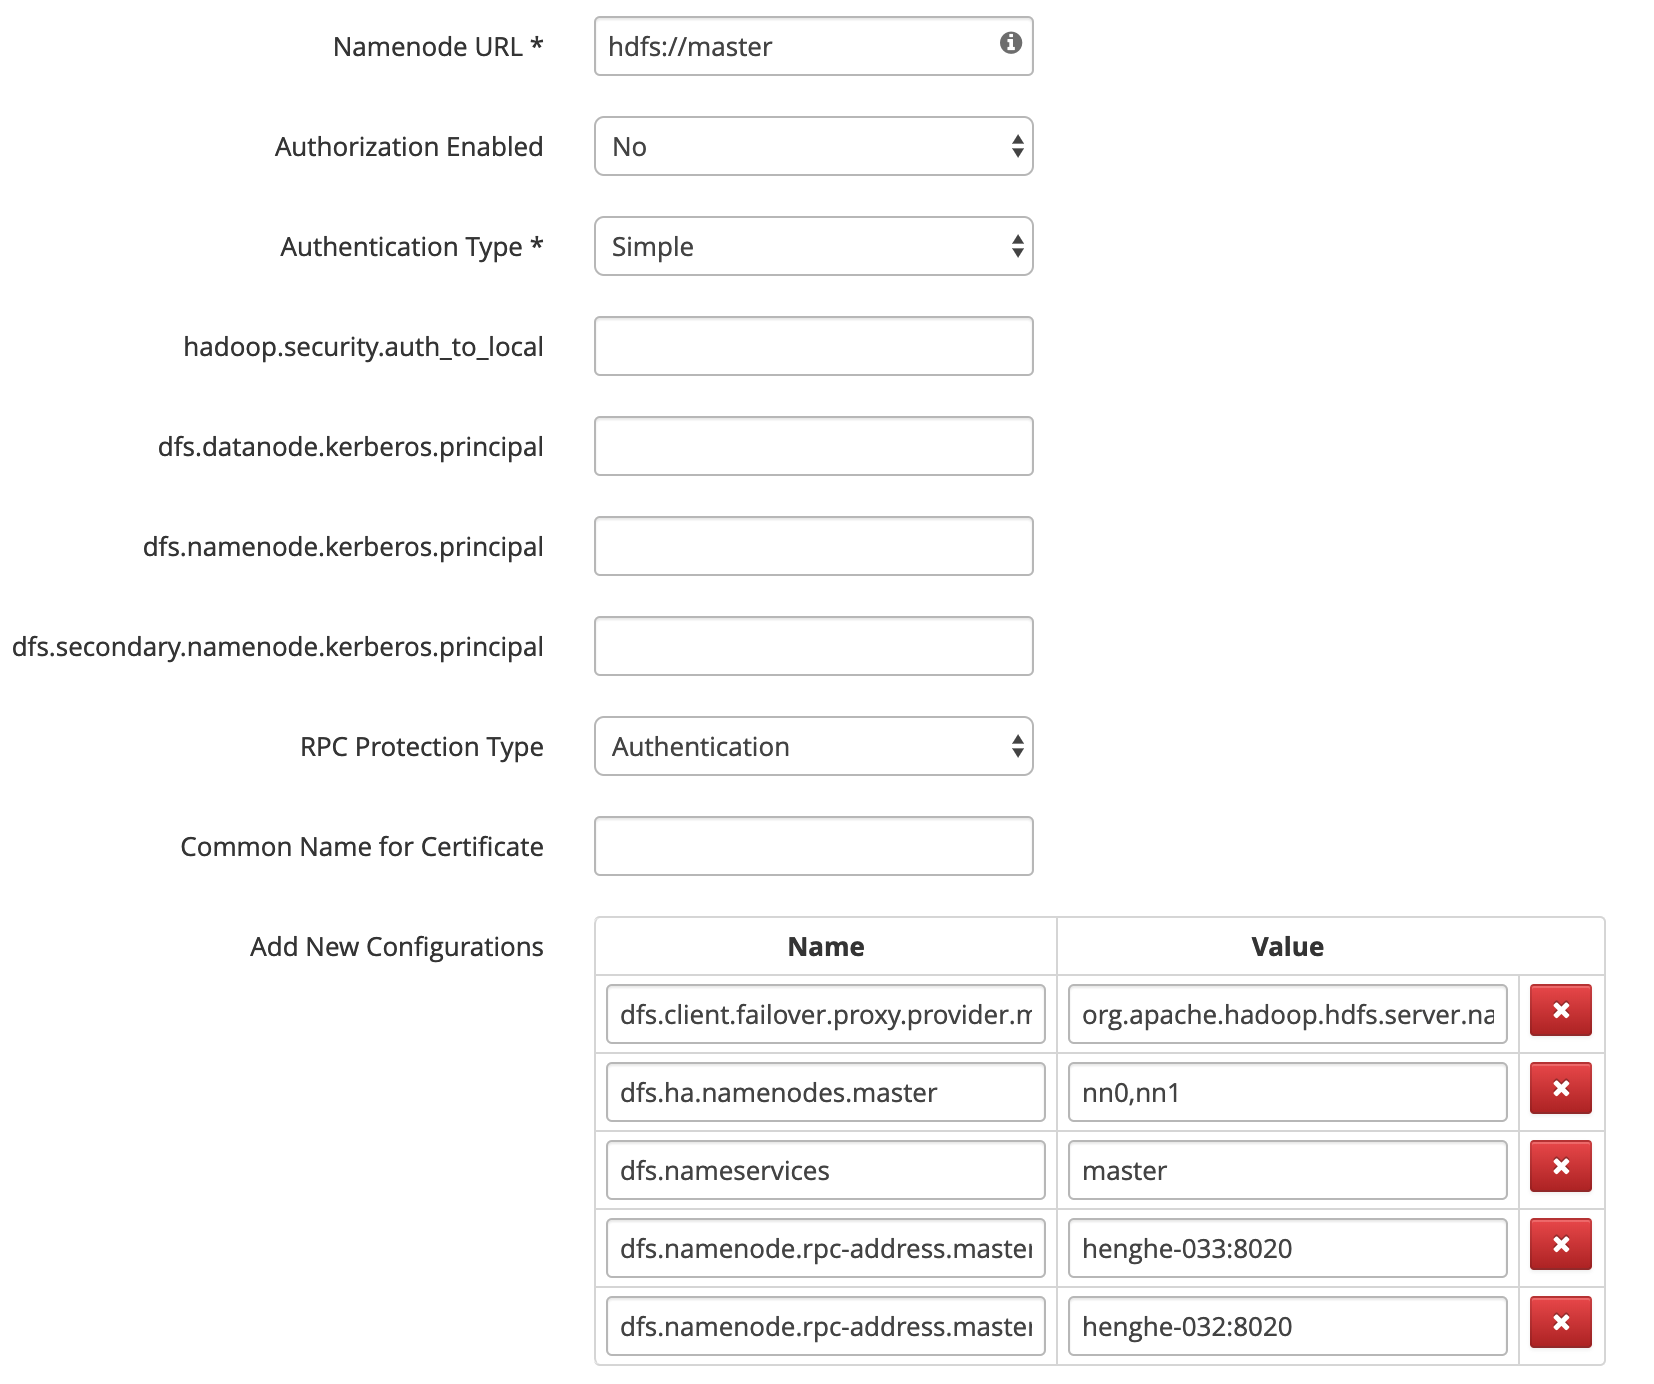 Namenode URL *
hdfs://master
Authorization Enabled
No
Authentication Type *
Simple
hadoop.security.auth_to_local
dfs.datanode.kerberos.principal
dfs.namenode.kerberos.principal
dfs.secondary.namenode.kerberos.principal
RPC Protection Type
Authentication
Common Name for Certificate
Add New Configurations
Name Value
dfs.client.failover.proxy.provider.m org.apache.hadoop.hdfs.server.na
dfs.ha.namenodes.master nn0,nn1
dfs.nameservices master
dfs.namenode.rpc-address.master henghe-033:8020
dfs.namenode.rpc-address.master henghe-032:8020